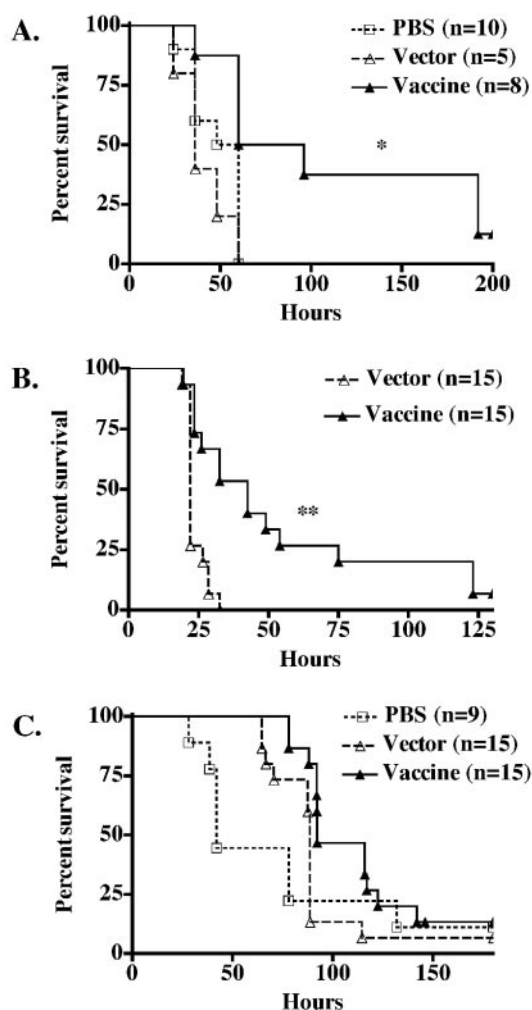 A.
PBS (n=10)
Vector (n=5)
Vaccine (n=8)
Percent survival
100
75
50
25
0
*
0 50 100 150 200
Hours
B.
Vector (n=15)
Vaccine (n=15)
Percent survival
100
75
50
25
0
**
0 25 50 75 100 125
Hours
C.
PBS (n=9)
Vector (n=15)
Vaccine (n=15)
Percent survival
100
75
50
25
0
0 50 100 150
Hours